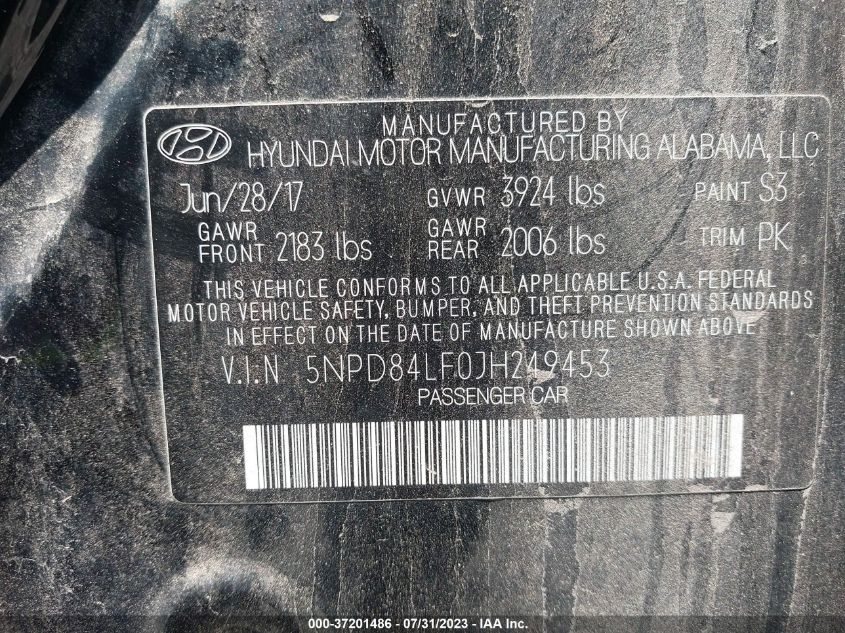 MANUFACTURED BY
HYUNDAI MOTOR MANUFACTURING ALABAMA, LLC
Jun/28/17 GVWR 3924 lbs PAINT S3
GAWR FRONT 2183 lbs GAWR REAR 2006 lbs TRIM PK
THIS VEHICLE CONFORMS TO ALL APPLICABLE U.S.A. FEDERAL
MOTOR VEHICLE SAFETY, BUMPER, AND THEFT PREVENTION STANDARDS
IN EFFECT ON THE DATE OF MANUFACTURE SHOWN ABOVE
V.I.N 5NPD84LF0JH249453
PASSENGER CAR
000-37201486 - 07/31/2023 - IAA Inc.